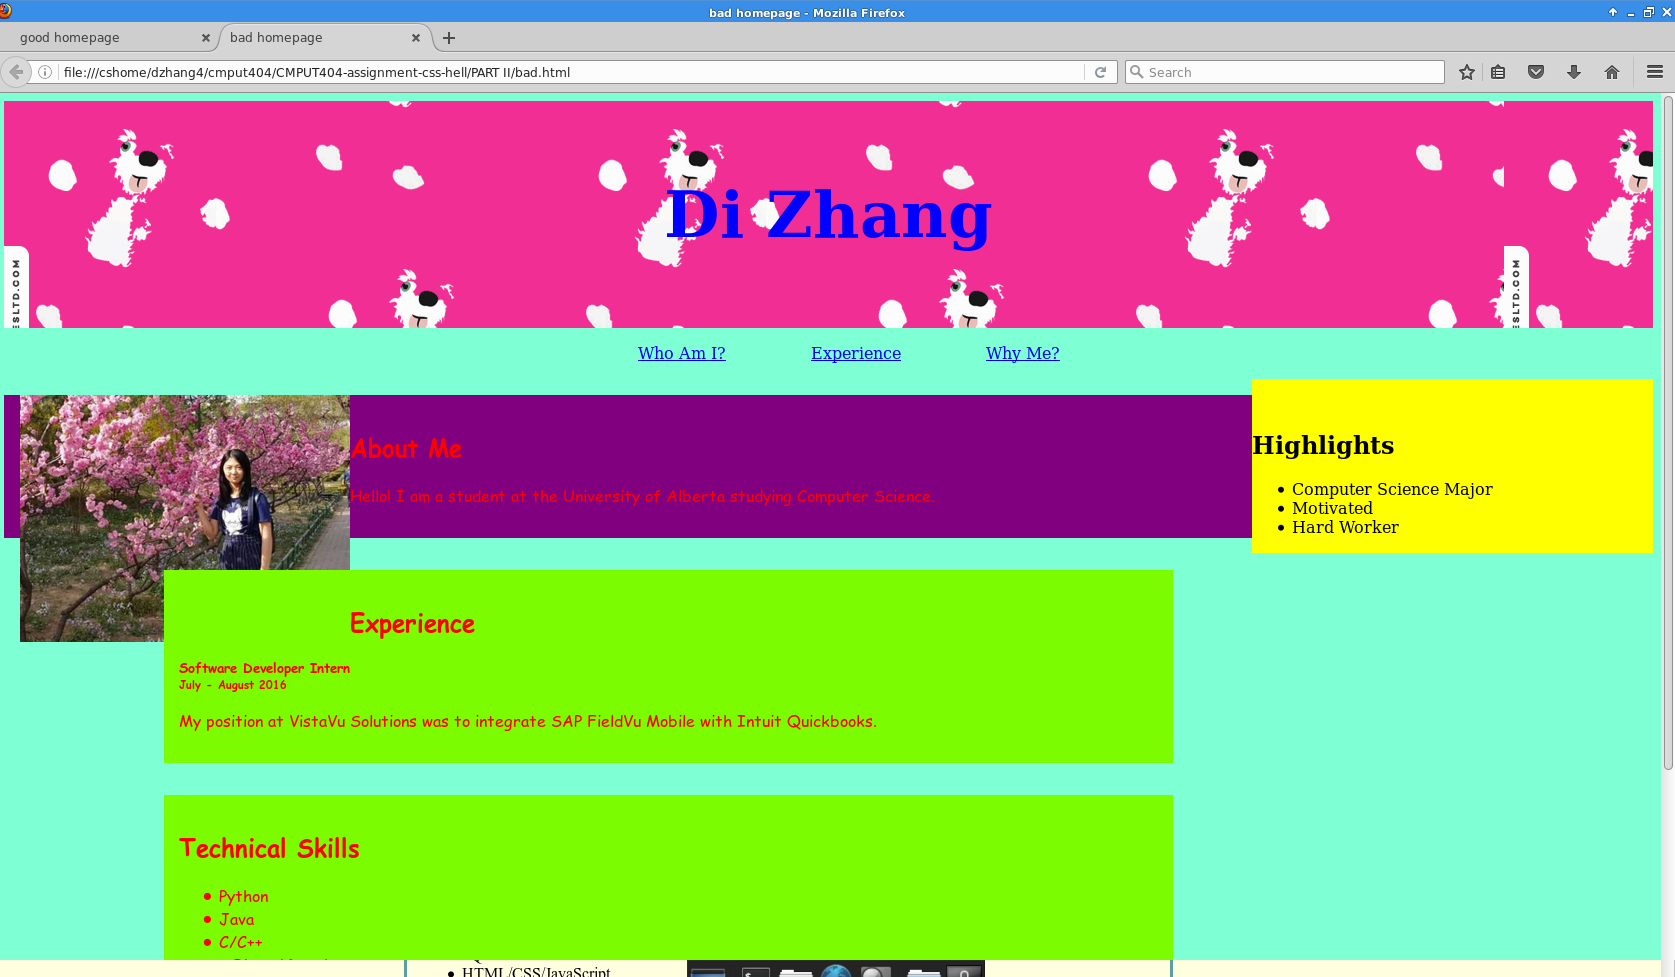 bad homepage - Mozilla Firefox
good homepage
bad homepage
file:///cshome/dzhang4/cmput404/CMPUT404-assignment-css-hell/PART II/bad.html
Search
Di Zhang
ESLTD.COM
ESLTD.COM
Who Am I? Experience Why Me?
About Me
Hello! I am a student at the University of Alberta studying Computer Science.
Highlights
• Computer Science Major
• Motivated
• Hard Worker
Experience
Software Developer Intern
July - August 2016
My position at VistaVu Solutions was to integrate SAP FieldVu Mobile with Intuit Quickbooks.
Technical Skills
• Python
• Java
• C/C++
• HTML/CSS/JavaScript